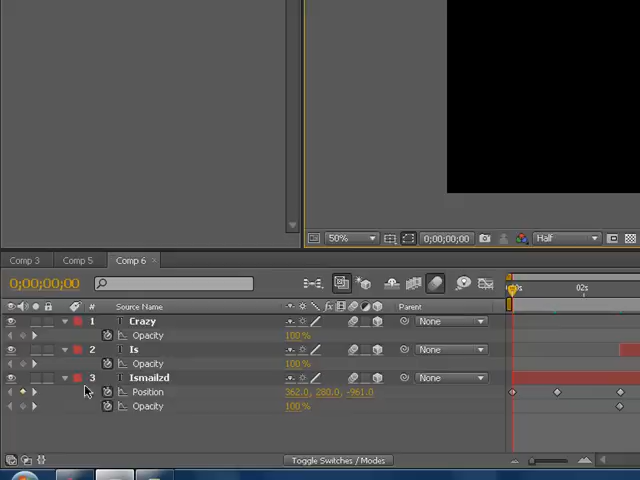 50% 0;00;00;00 Half
Comp 3 Comp 5 Comp 6
0;00;00;00
# Source Name fx Parent
02s
1 T Crazy None
Opacity 100 %
2 T Is None
Opacity 100 %
3 T Ismailzd None
Position 362.0, 280.0, -961.0
Opacity 100 %
Toggle Switches / Modes